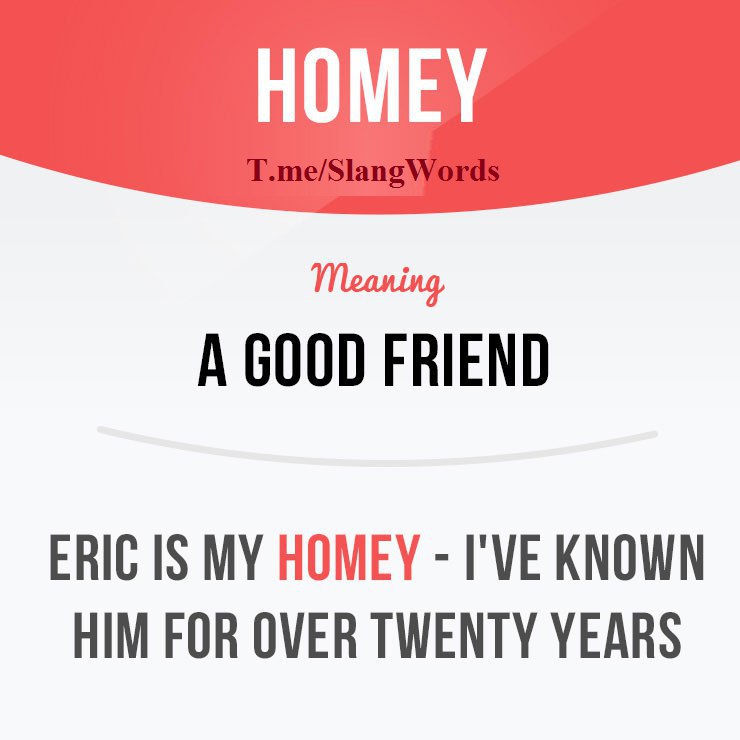 HOMEY
T.me/SlangWords
Meaning
A GOOD FRIEND
ERIC IS MY HOMEY - I'VE KNOWN
HIM FOR OVER TWENTY YEARS